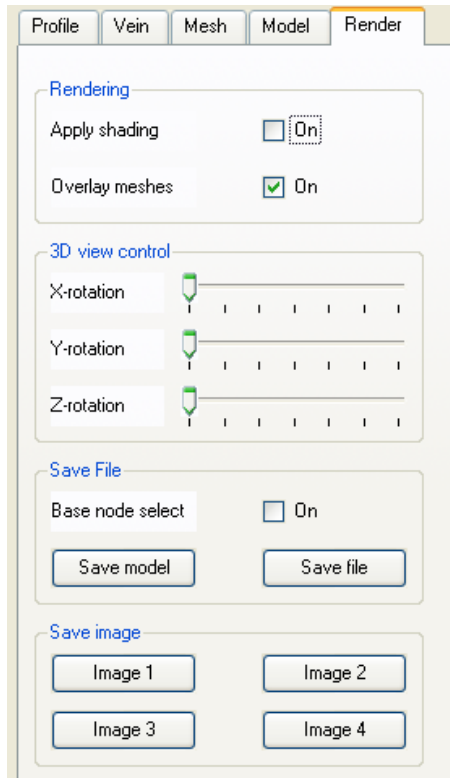 Profile Vein Mesh Model Render
Rendering
Apply shading On
Overlay meshes On
3D view control
X-rotation
Y-rotation
Z-rotation
Save File
Base node select On
Save model Save file
Save image
Image 1 Image 2
Image 3 Image 4